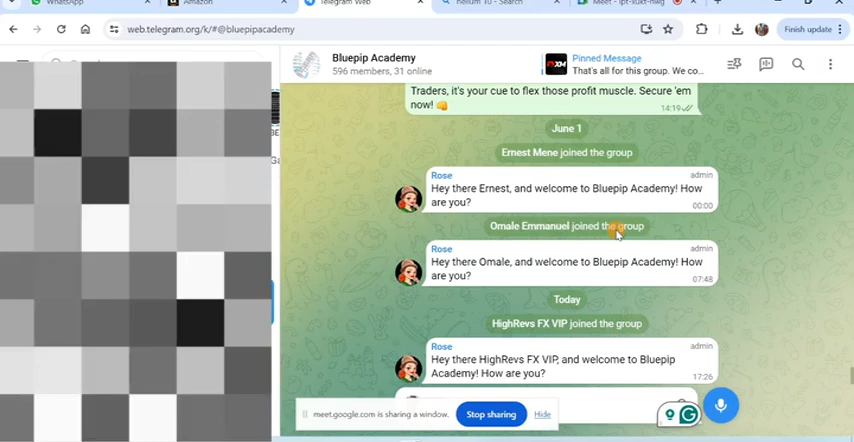 WhatsApp
Amazon
Telegram Web
helium 10 - Search
Meet - ipt-xukt-nwg
web.telegram.org/k/#@bluepipacademy
Finish update
Bluepip Academy
596 members, 31 online
Pinned Message
That's all for this group. We co...
Traders, it's your cue to flex those profit muscle. Secure 'em
now! 👊
14:19
June 1
Ernest Mene joined the group
Rose
admin
Hey there Ernest, and welcome to Bluepip Academy! How
are you?
00:00
Omale Emmanuel joined the group
Rose
admin
Hey there Omale, and welcome to Bluepip Academy! How
are you?
07:48
Today
HighRevs FX VIP joined the group
Rose
admin
Hey there HighRevs FX VIP, and welcome to Bluepip
Academy! How are you?
17:26
meet.google.com is sharing a window.
Stop sharing
Hide